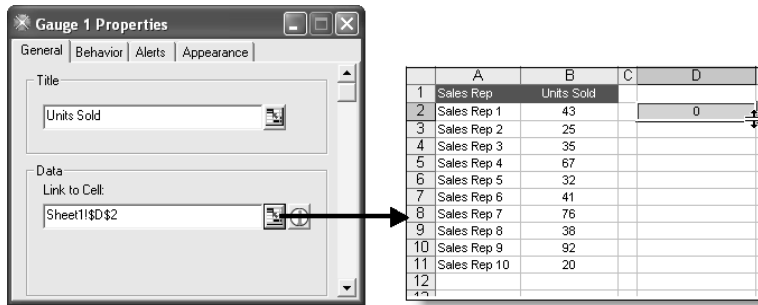 Gauge 1 Properties
General Behavior Alerts Appearance
Title
Units Sold
Data
Link to Cell:
Sheet1!$D$2
A B C D
1 Sales Rep Units Sold
2 Sales Rep 1 43 0
3 Sales Rep 2 25
4 Sales Rep 3 35
5 Sales Rep 4 67
6 Sales Rep 5 32
7 Sales Rep 6 41
8 Sales Rep 7 76
9 Sales Rep 8 38
10 Sales Rep 9 92
11 Sales Rep 10 20
12